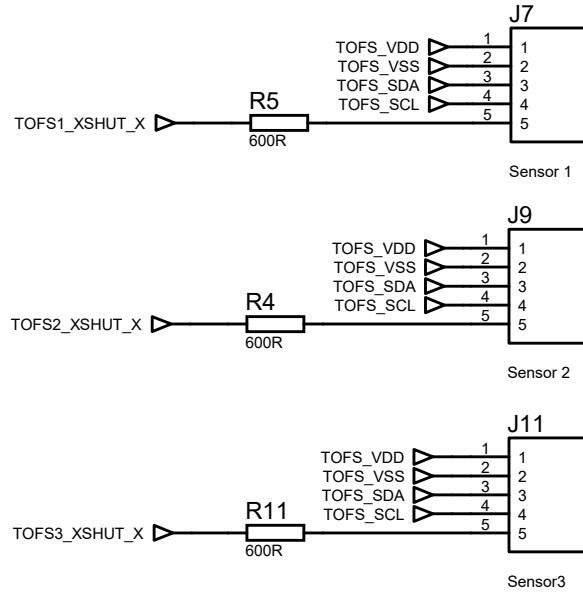 J7
TOFS_VDD 1 1
TOFS_VSS 2 2
TOFS_SDA 3 3
R5 TOFS_SCL 4 4
TOFS1_XSHUT_X 5 5
600R
Sensor 1
J9
TOFS_VDD 1 1
TOFS_VSS 2 2
TOFS_SDA 3 3
R4 TOFS_SCL 4 4
TOFS2_XSHUT_X 5 5
600R
Sensor 2
J11
TOFS_VDD 1 1
TOFS_VSS 2 2
TOFS_SDA 3 3
R11 TOFS_SCL 4 4
TOFS3_XSHUT_X 5 5
600R
Sensor3